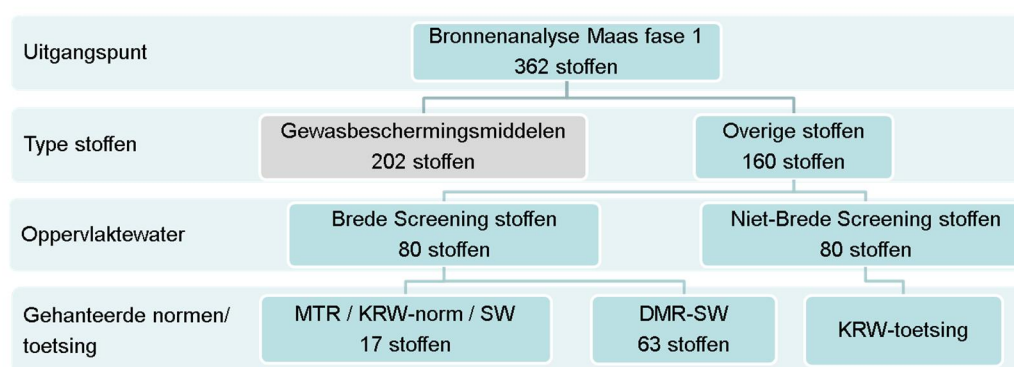 Uitgangspunt
Bronnenanalyse Maas fase 1
362 stoffen
Type stoffen
Gewasbeschermingsmiddelen
202 stoffen
Overige stoffen
160 stoffen
Oppervlaktewater
Brede Screening stoffen
80 stoffen
Niet-Brede Screening stoffen
80 stoffen
Gehanteerde normen/
toetsing
MTR / KRW-norm / SW
17 stoffen
DMR-SW
63 stoffen
KRW-toetsing